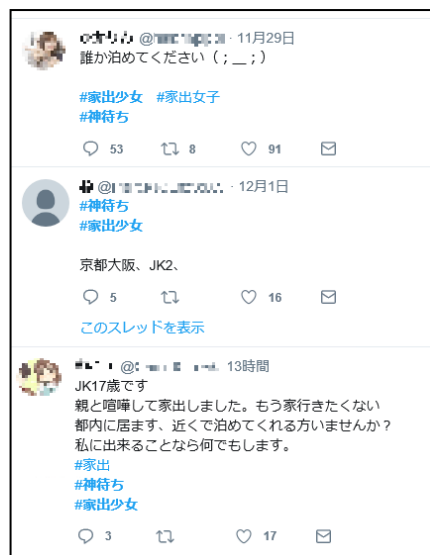 11月29日
誰か泊めてください（；__；）
#家出少女 #家出女子
#神待ち
53 8 91
12月1日
#神待ち
#家出少女
京都大阪、JK2、
5 16
このスレッドを表示
13時間
JK17歳です
親と喧嘩して家出しました。もう家行きたくない
都内に居ます、近くで泊めてくれる方いませんか？
私に出来ることなら何でもします。
#家出
#神待ち
#家出少女
3 17